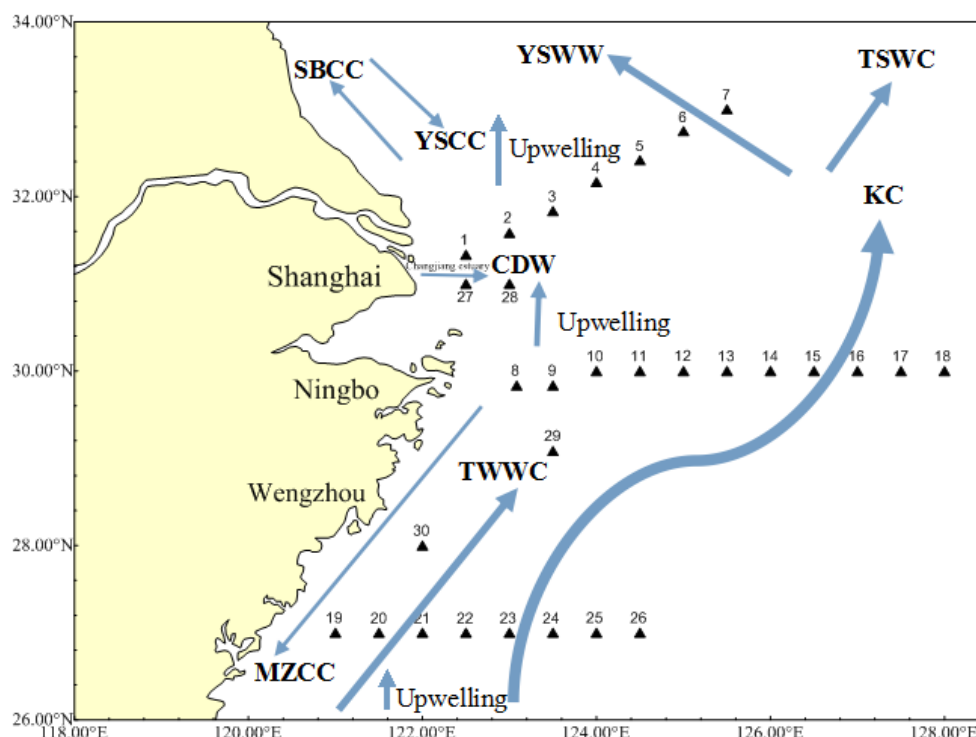 34.00°N
YSWW
TSWC
SBCC
7
6
YSCC
Upwelling
5
4
32.00°N
3
KC
2
1
CDW
Changjiang estuary
Shanghai
27
28
Upwelling
30.00°N
8
9
10
11
12
13
14
15
16
17
18
Ningbo
29
TWWC
Wengzhou
30
28.00°N
19
20
21
22
23
24
25
26
MZCC
Upwelling
26.00°N
118.00°E
120.00°E
122.00°E
124.00°E
126.00°E
128.00°E